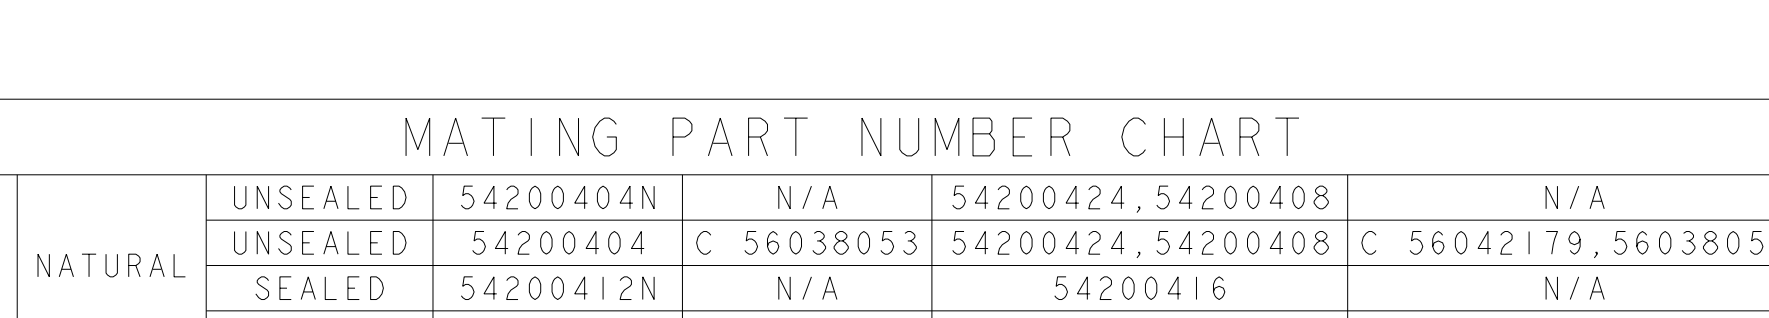 MATING PART NUMBER CHART
UNSEALED 54200404N N/A 54200424,54200408 N/A
UNSEALED 54200404 C 56038053 54200424,54200408 C 56042179,5603805
NATURAL
SEALED 54200412N N/A 54200416 N/A